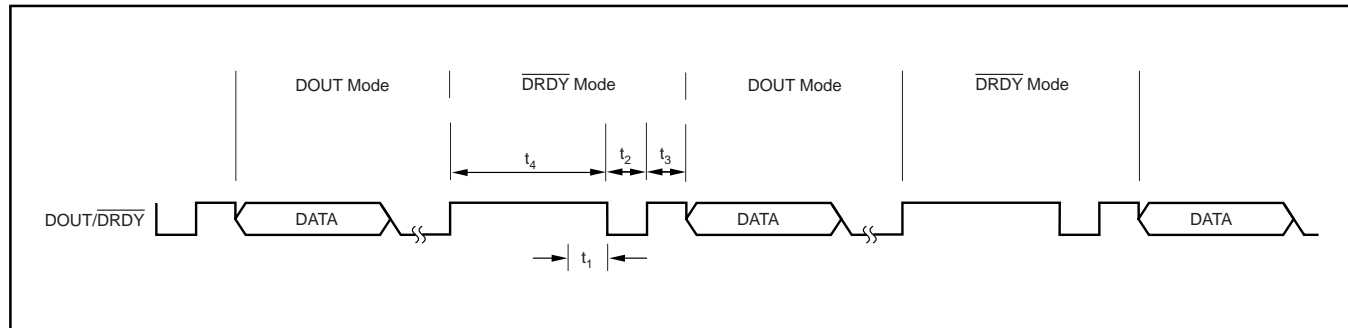 DOUT Mode DRDY Mode DOUT Mode DRDY Mode
t4 t2 t3
DOUT/DRDY DATA DATA DATA
t1